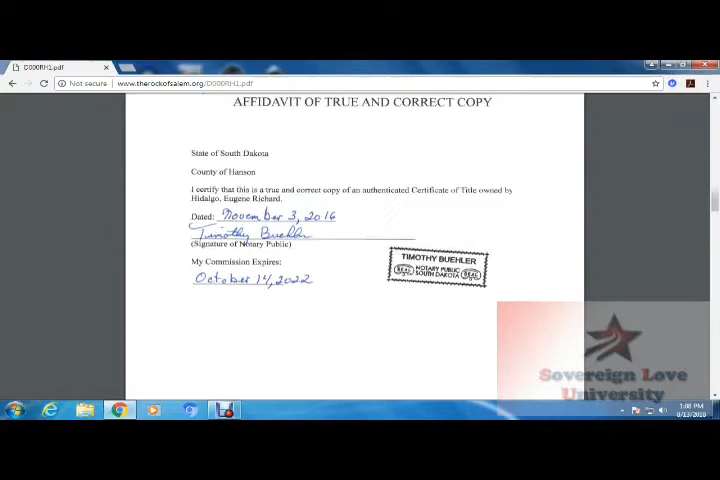 D000RH1.pdf
Not secure
www.therockofsalem.org/D000RH1.pdf
AFFIDAVIT OF TRUE AND CORRECT COPY
State of South Dakota
County of Hanson
I certify that this is a true and correct copy of an authenticated Certificate of Title owned by
Hidalgo, Eugene Richard.
Dated: November 3, 2016
Timothy Buehler
(Signature of Notary Public)
My Commission Expires:
October 14, 2022
TIMOTHY BUEHLER
SEAL NOTARY PUBLIC SEAL
SOUTH DAKOTA
Sovereign Love
University
1:08 PM
8/13/2018